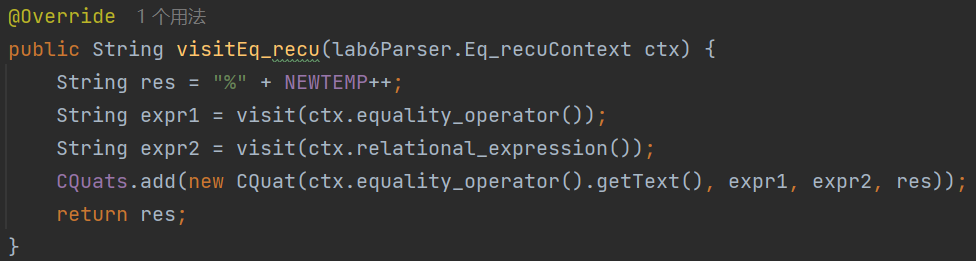 @Override 1 个用法
public String visitEq_recu(lab6Parser.Eq_recuContext ctx) {
    String res = "%" + NEWTEMP++;
    String expr1 = visit(ctx.equality_operator());
    String expr2 = visit(ctx.relational_expression());
    CQuats.add(new CQuat(ctx.equality_operator().getText(), expr1, expr2, res));
    return res;
}